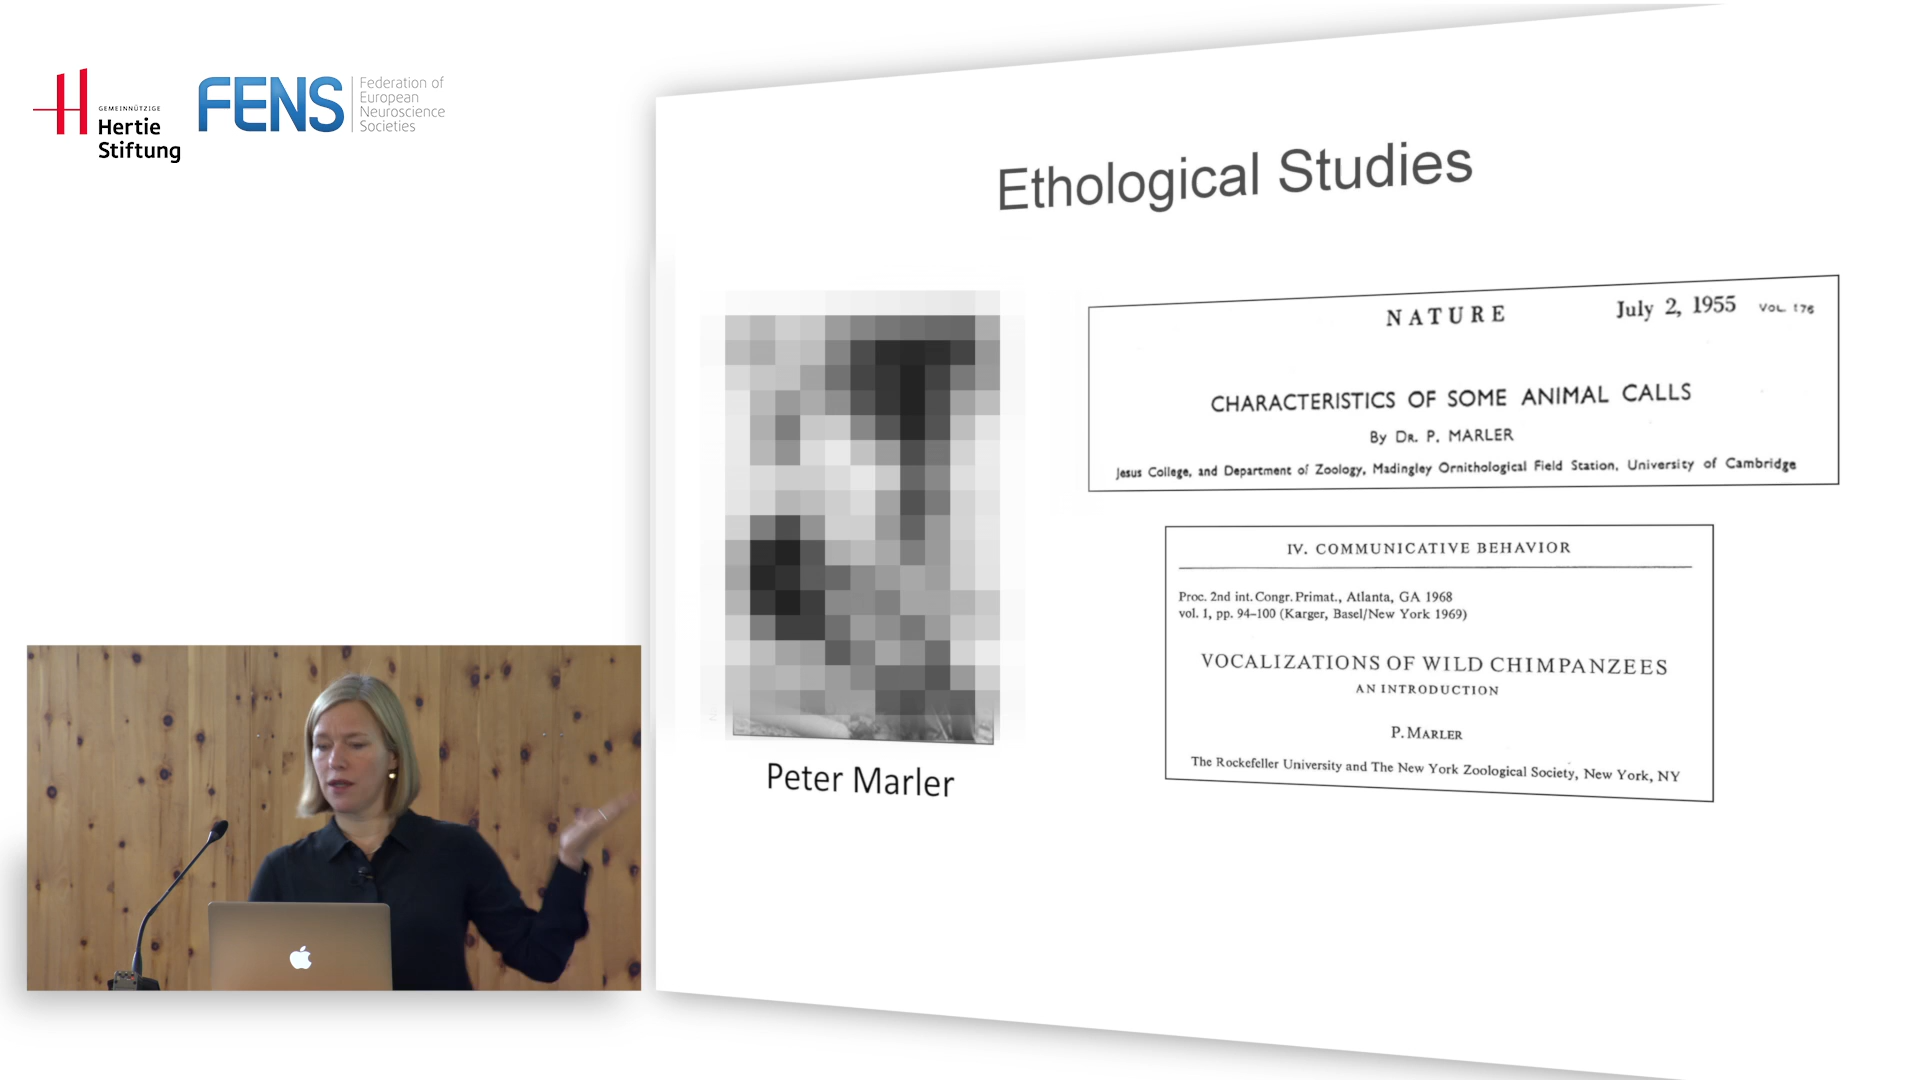 GEMEINNÜTZIGE
Hertie
Stiftung
FENS
Federation of
European
Neuroscience
Societies
Ethological Studies
NATURE July 2, 1955 VOL. 176
CHARACTERISTICS OF SOME ANIMAL CALLS
By DR. P. MARLER
Jesus College, and Department of Zoology, Madingley Ornithological Field Station, University of Cambridge
IV. COMMUNICATIVE BEHAVIOR
Proc. 2nd int. Congr. Primat., Atlanta, GA 1968
vol. 1, pp. 94–100 (Karger, Basel/New York 1969)
VOCALIZATIONS OF WILD CHIMPANZEES
AN INTRODUCTION
P. MARLER
The Rockefeller University and The New York Zoological Society, New York, NY
Peter Marler